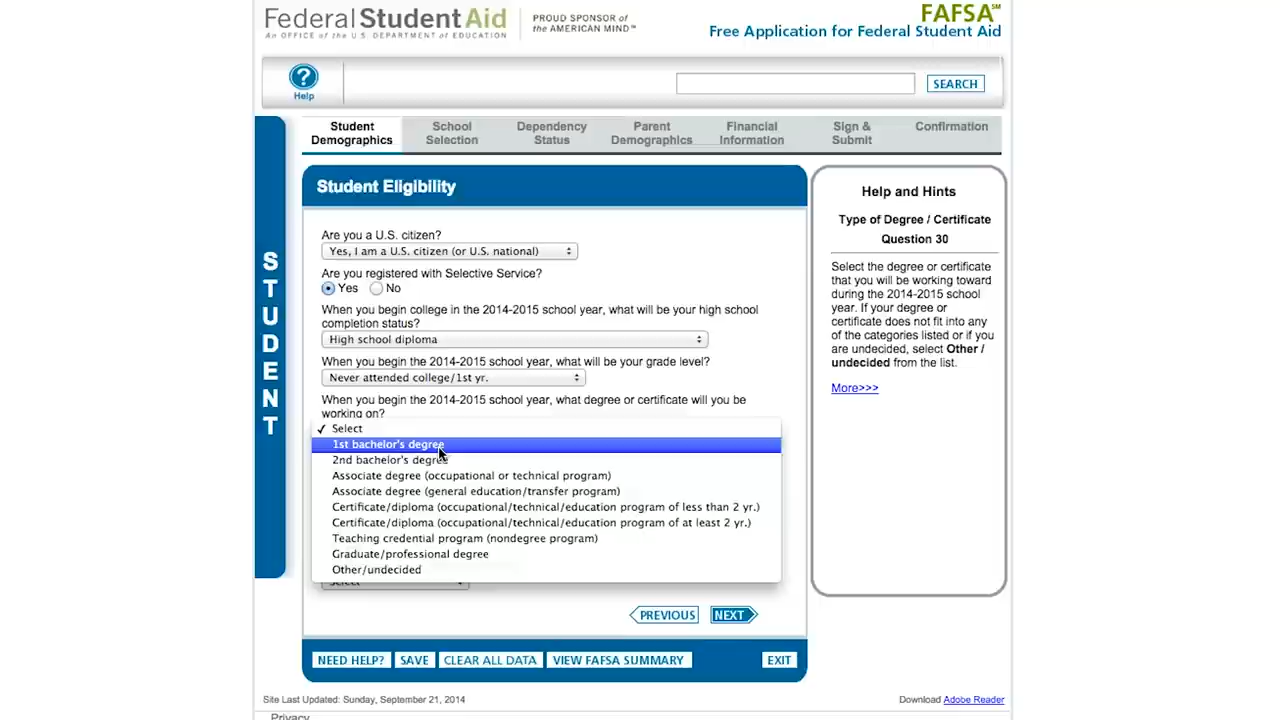 Federal Student Aid
An OFFICE of the U.S. DEPARTMENT of EDUCATION
PROUD SPONSOR of
the AMERICAN MIND™
FAFSA℠
Free Application for Federal Student Aid
Help
SEARCH
Student
Demographics
School
Selection
Dependency
Status
Parent
Demographics
Financial
Information
Sign &
Submit
Confirmation
STUDENT
Student Eligibility
Are you a U.S. citizen?
Yes, I am a U.S. citizen (or U.S. national)
Are you registered with Selective Service?
Yes No
When you begin college in the 2014-2015 school year, what will be your high school
completion status?
High school diploma
When you begin the 2014-2015 school year, what will be your grade level?
Never attended college/1st yr.
When you begin the 2014-2015 school year, what degree or certificate will you be
working on?
✓ Select
1st bachelor's degree
2nd bachelor's degree
Associate degree (occupational or technical program)
Associate degree (general education/transfer program)
Certificate/diploma (occupational/technical/education program of less than 2 yr.)
Certificate/diploma (occupational/technical/education program of at least 2 yr.)
Teaching credential program (nondegree program)
Graduate/professional degree
Other/undecided
Select
PREVIOUS
NEXT
NEED HELP?
SAVE
CLEAR ALL DATA
VIEW FAFSA SUMMARY
EXIT
Help and Hints
Type of Degree / Certificate
Question 30
Select the degree or certificate
that you will be working toward
during the 2014-2015 school
year. If your degree or
certificate does not fit into any
of the categories listed or if you
are undecided, select Other /
undecided from the list.
More>>>
Site Last Updated: Sunday, September 21, 2014
Download Adobe Reader
Privacy